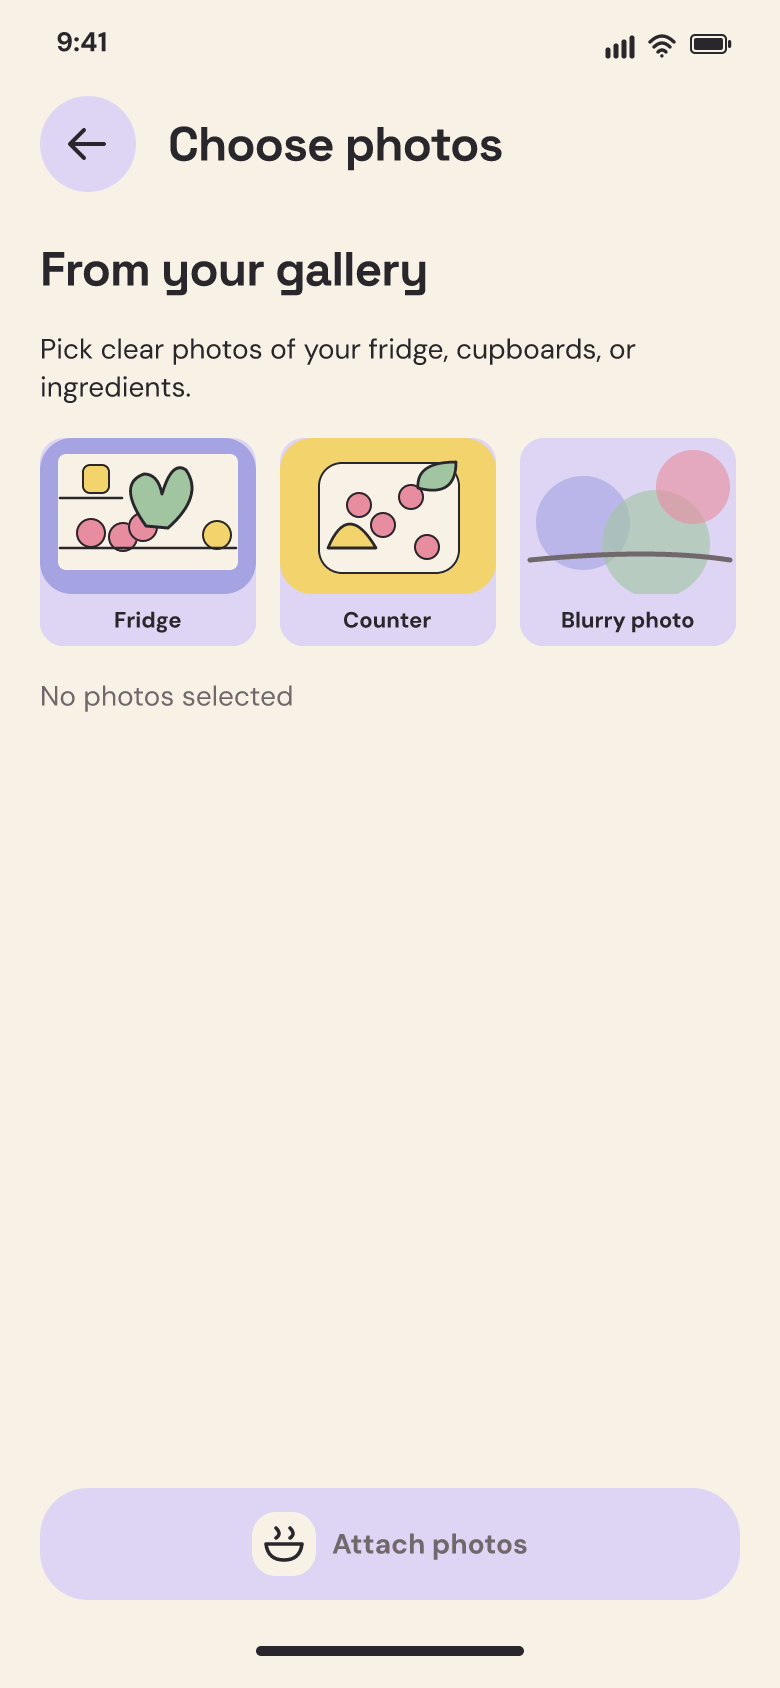 9:41
Choose photos
From your gallery
Pick clear photos of your fridge, cupboards, or
ingredients.
Fridge
Counter
Blurry photo
No photos selected
Attach photos